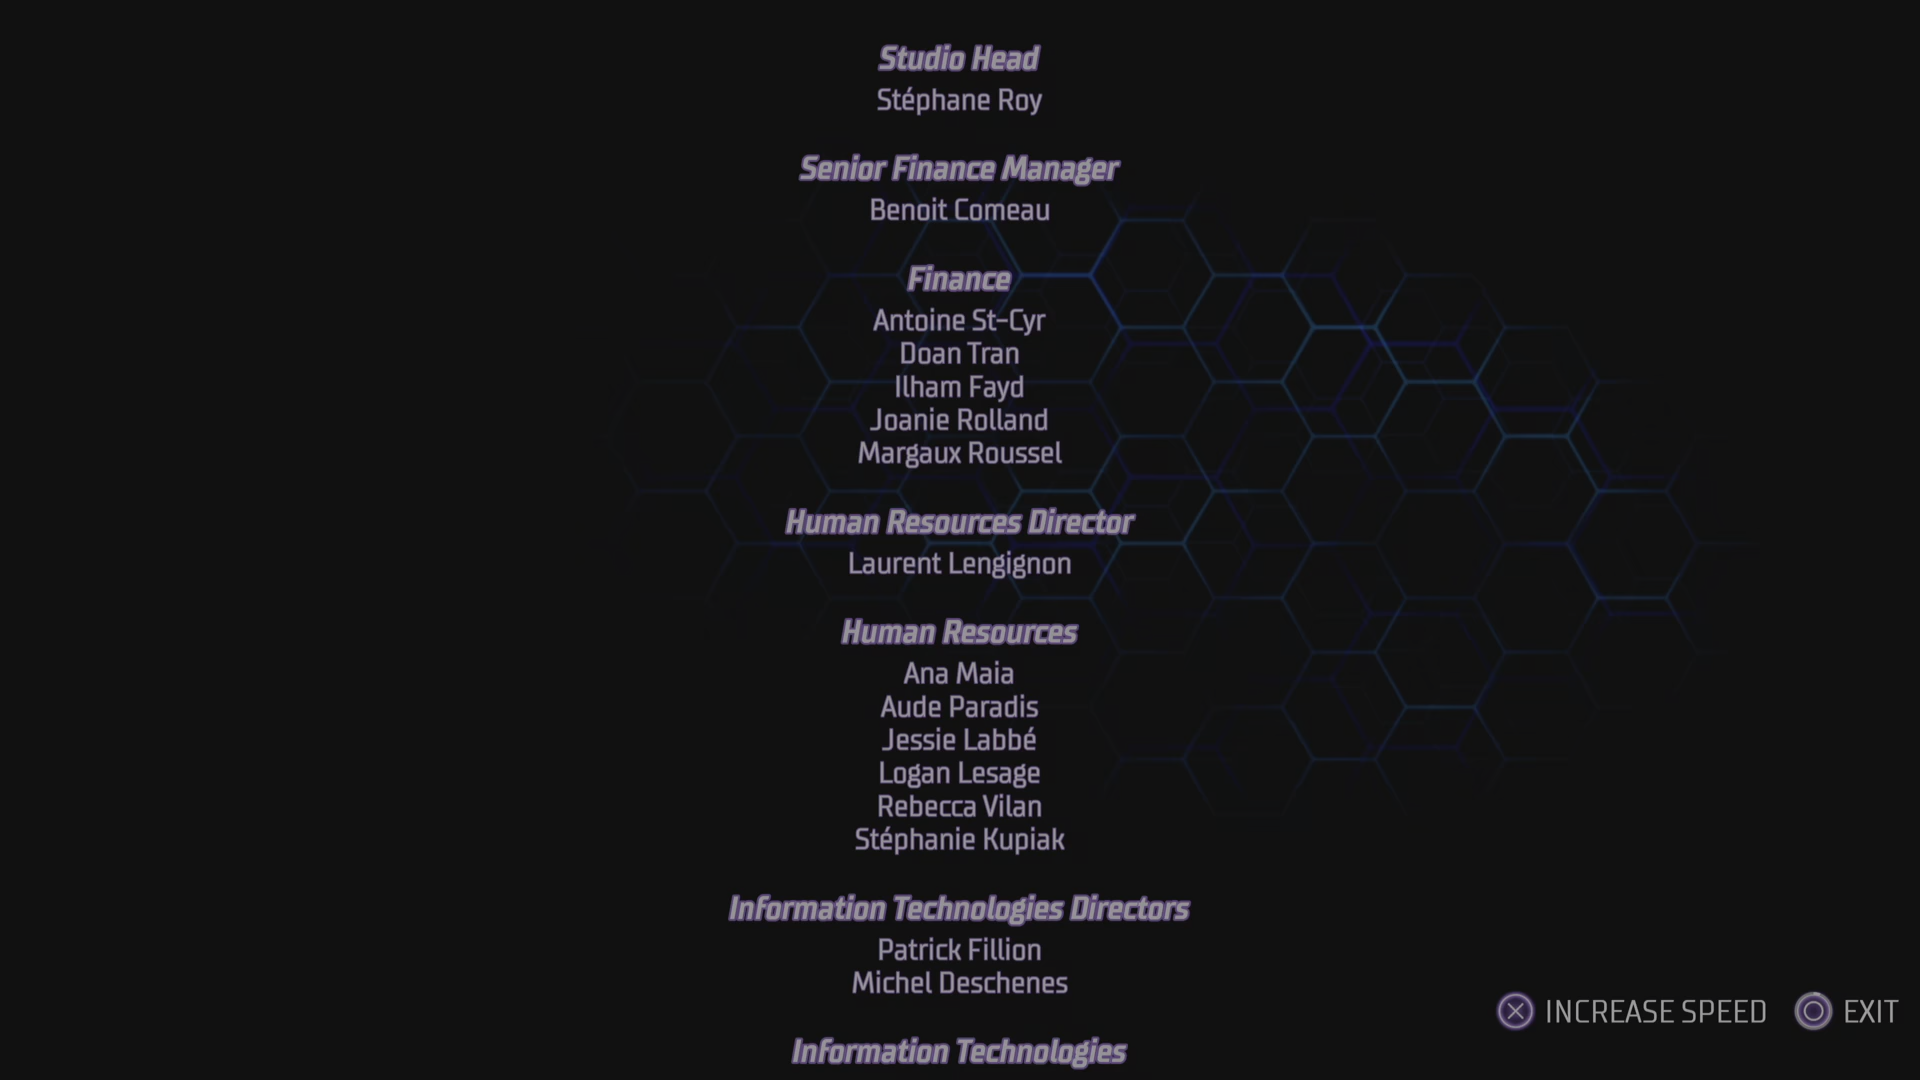 Studio Head
Stéphane Roy
Senior Finance Manager
Benoit Comeau
Finance
Antoine St-Cyr
Doan Tran
Ilham Fayd
Joanie Rolland
Margaux Roussel
Human Resources Director
Laurent Lengignon
Human Resources
Ana Maia
Aude Paradis
Jessie Labbé
Logan Lesage
Rebecca Vilan
Stéphanie Kupiak
Information Technologies Directors
Patrick Fillion
Michel Deschenes
INCREASE SPEED EXIT
Information Technologies